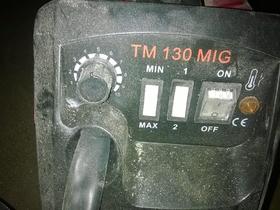 TM 130 MIG
MIN 1 ON
MAX 2 OFF
CE